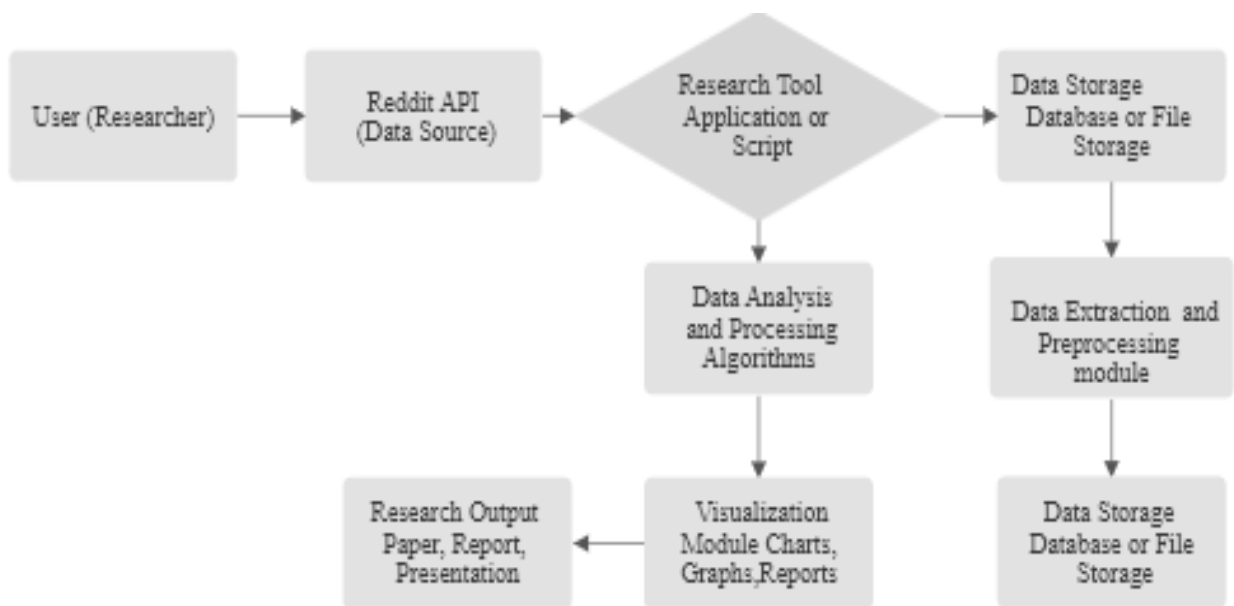 User (Researcher)
Reddit API
(Data Source)
Research Tool
Application or
Script
Data Storage
Database or File
Storage
Data Analysis
and Processing
Algorithms
Data Extraction and
Preprocessing
module
Research Output
Paper, Report,
Presentation
Visualization
Module Charts,
Graphs,Reports
Data Storage
Database or File
Storage